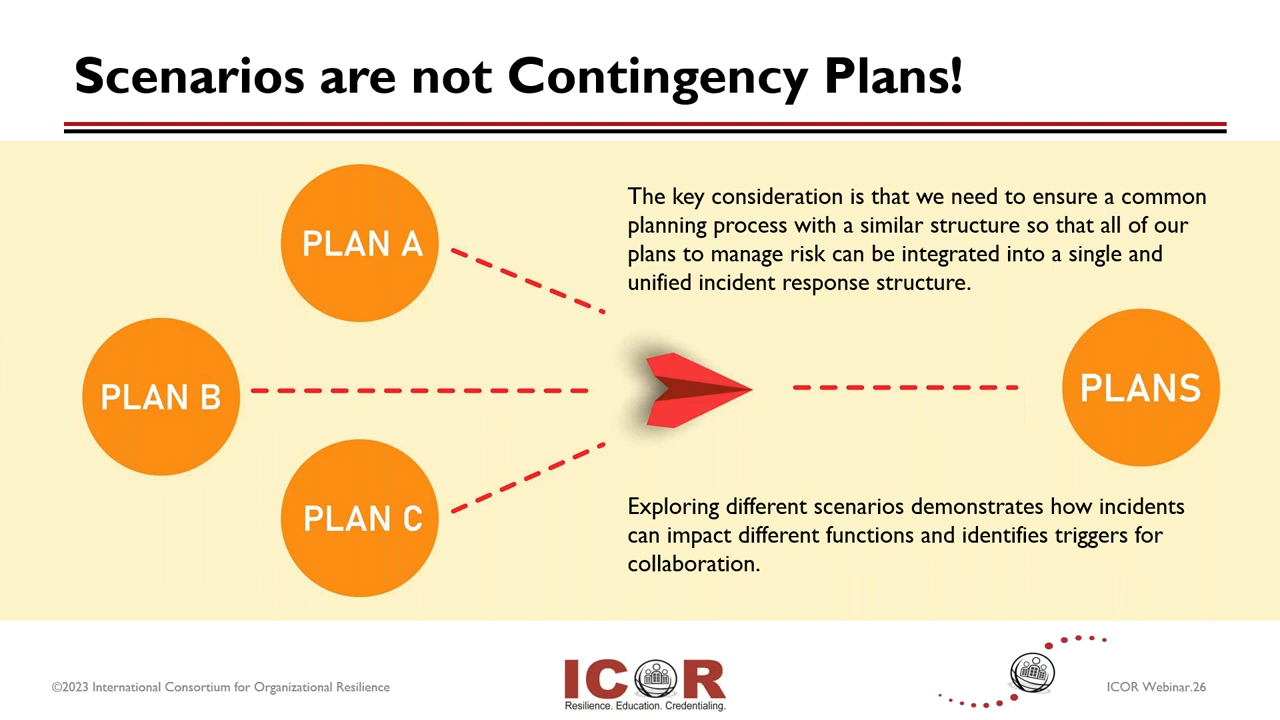 Scenarios are not Contingency Plans!
PLAN A
PLAN B
PLAN C
The key consideration is that we need to ensure a common
planning process with a similar structure so that all of our
plans to manage risk can be integrated into a single and
unified incident response structure.
PLANS
Exploring different scenarios demonstrates how incidents
can impact different functions and identifies triggers for
collaboration.
©2023 International Consortium for Organizational Resilience
ICOR
Resilience. Education. Credentialing.
ICOR Webinar.26